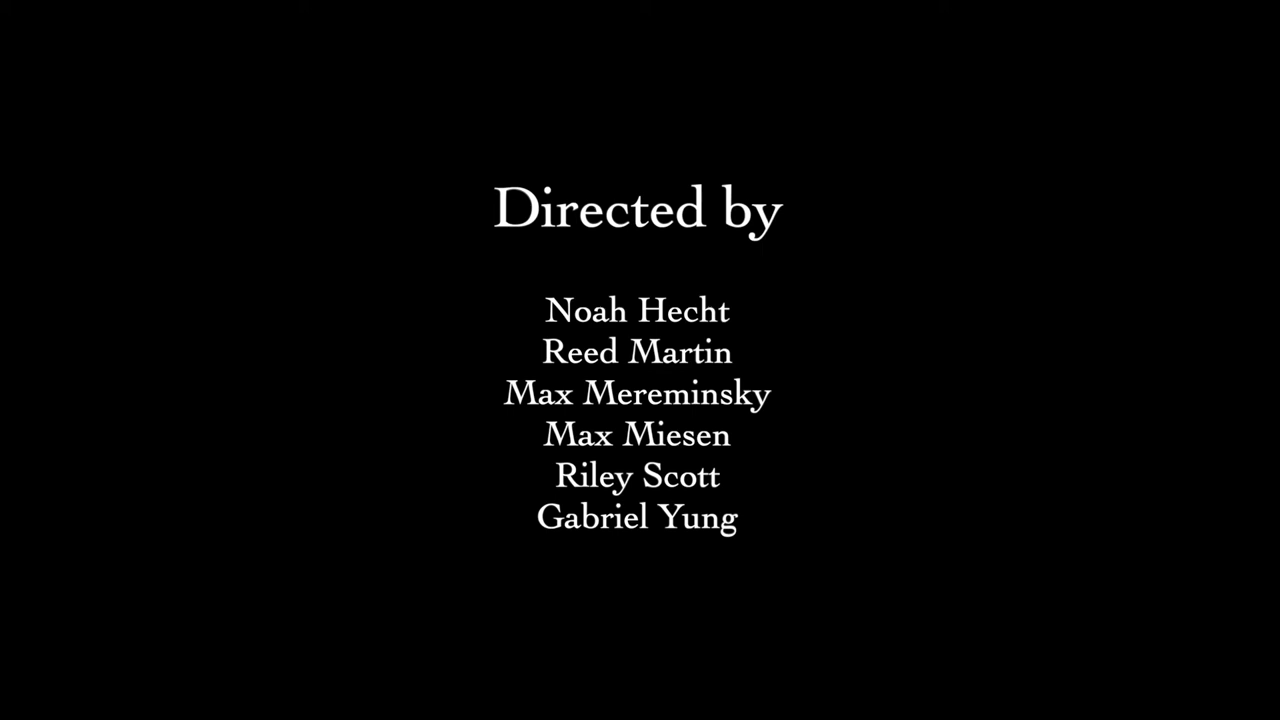 Directed by
Noah Hecht
Reed Martin
Max Mereminsky
Max Miesen
Riley Scott
Gabriel Yung